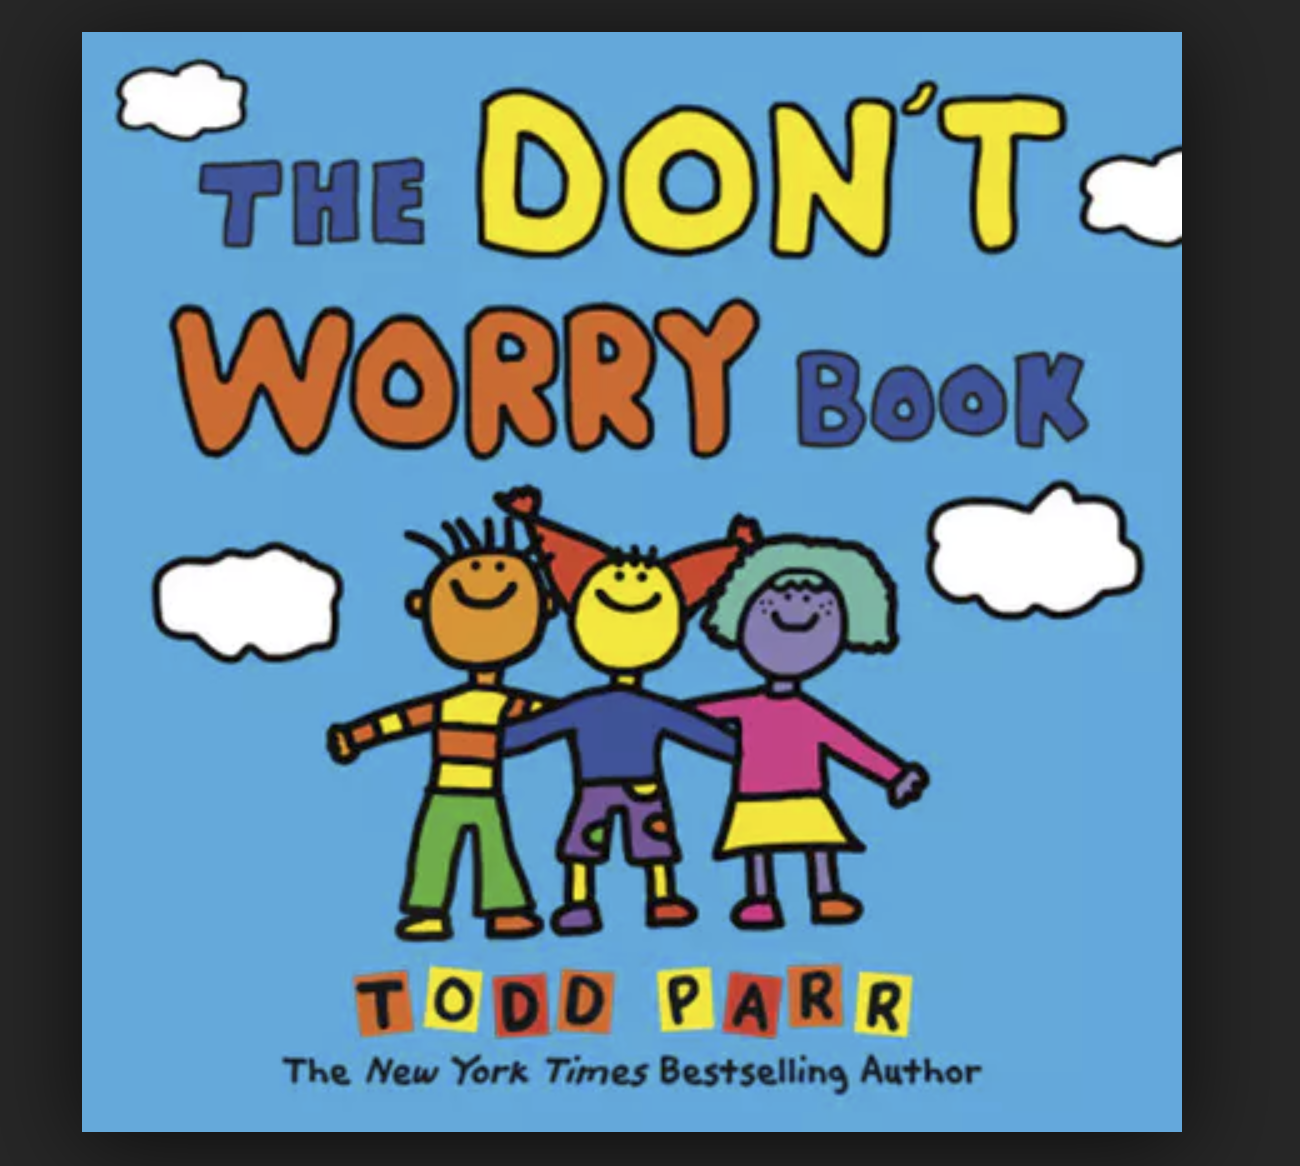 THE DON'T
WORRY BOOK
TODD PARR
The New York Times Bestselling Author